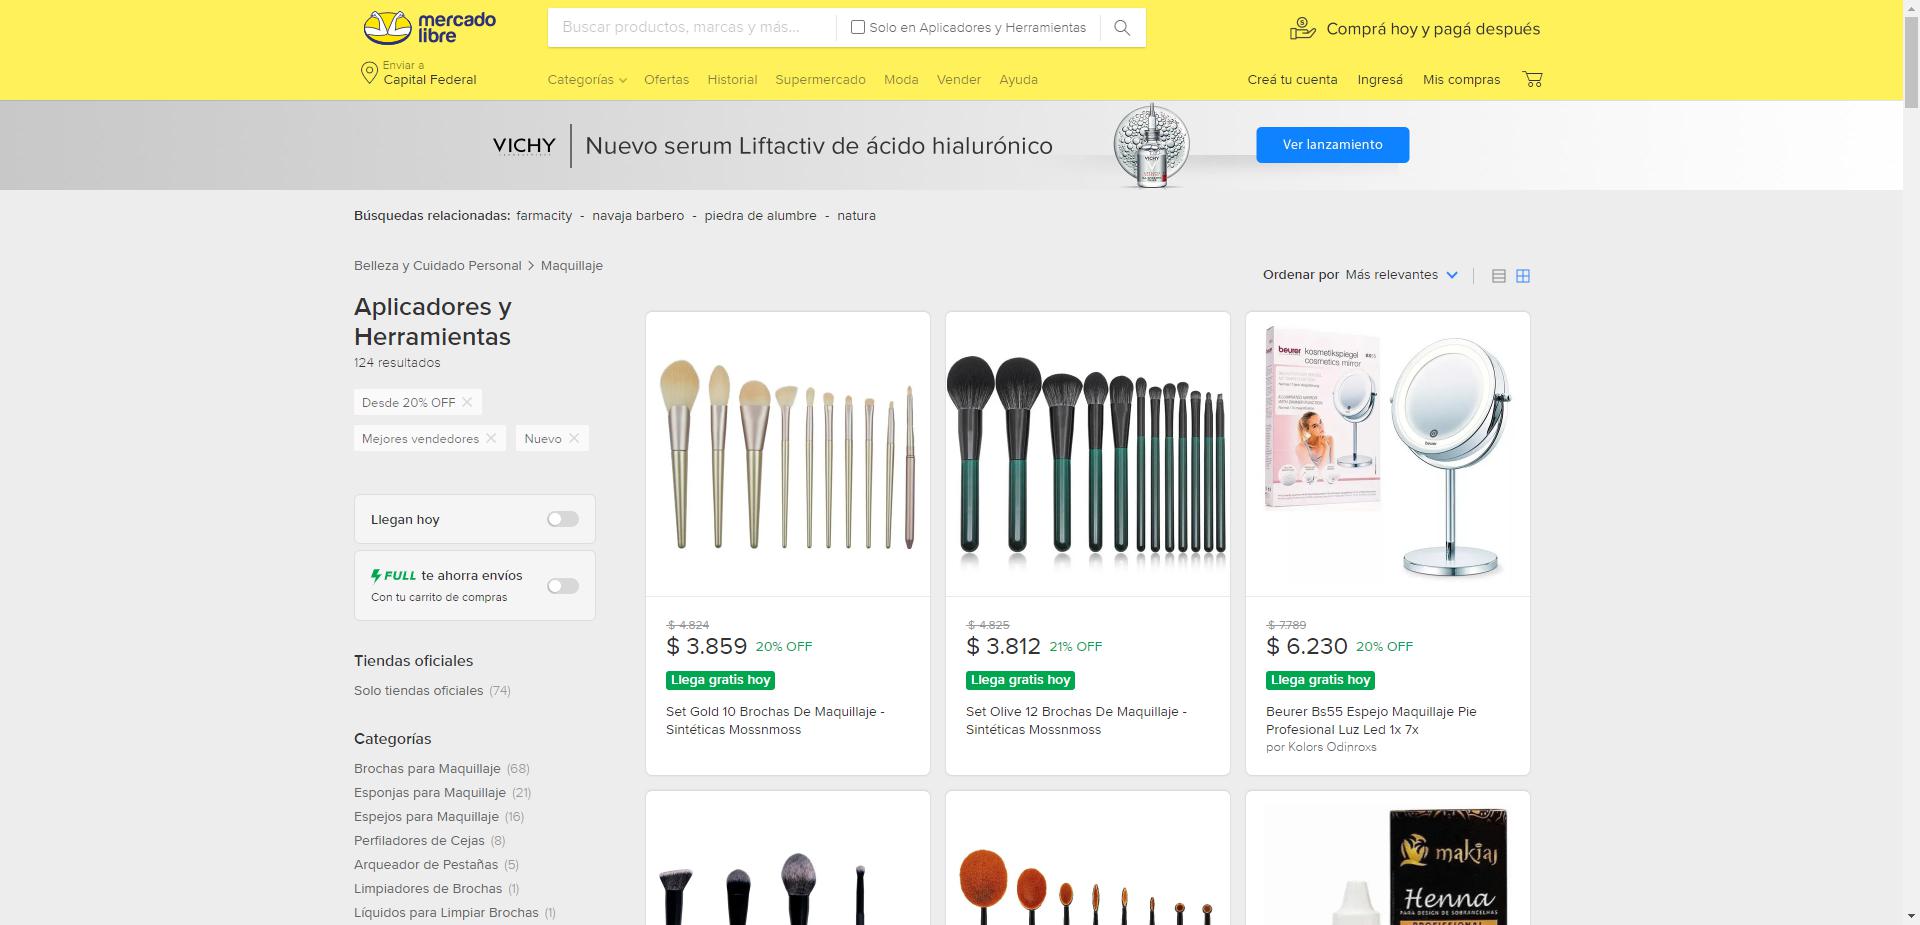 mercado
libre
Buscar productos, marcas y más...
Solo en Aplicadores y Herramientas
Comprá hoy y pagá después
Enviar a
Capital Federal
Categorías
Ofertas
Historial
Supermercado
Moda
Vender
Ayuda
Creá tu cuenta
Ingresá
Mis compras
VICHY
Nuevo serum Liftactiv de ácido hialurónico
VICHY
Ver lanzamiento
Búsquedas relacionadas: farmacity - navaja barbero - piedra de alumbre - natura
Belleza y Cuidado Personal > Maquillaje
Ordenar por Más relevantes
Aplicadores y
Herramientas
124 resultados
Desde 20% OFF
Mejores vendedores
Nuevo
Llegan hoy
FULL te ahorra envíos
Con tu carrito de compras
Tiendas oficiales
Solo tiendas oficiales (74)
Categorías
Brochas para Maquillaje (68)
Esponjas para Maquillaje (21)
Espejos para Maquillaje (16)
Perfiladores de Cejas (8)
Arqueador de Pestañas (5)
Limpiadores de Brochas (1)
Líquidos para Limpiar Brochas (1)
$ 4.824
$ 3.859 20% OFF
Llega gratis hoy
Set Gold 10 Brochas De Maquillaje -
Sintéticas Mossnmoss
$ 4.825
$ 3.812 21% OFF
Llega gratis hoy
Set Olive 12 Brochas De Maquillaje -
Sintéticas Mossnmoss
beurer kosmetikspiegel
cosmetics mirror
beurer
$ 7.789
$ 6.230 20% OFF
Llega gratis hoy
Beurer Bs55 Espejo Maquillaje Pie
Profesional Luz Led 1x 7x
por Kolors Odinroxs
makiaj
Henna
PARA DESIGN DE SOBRANCELHAS
PROFISSIONAL